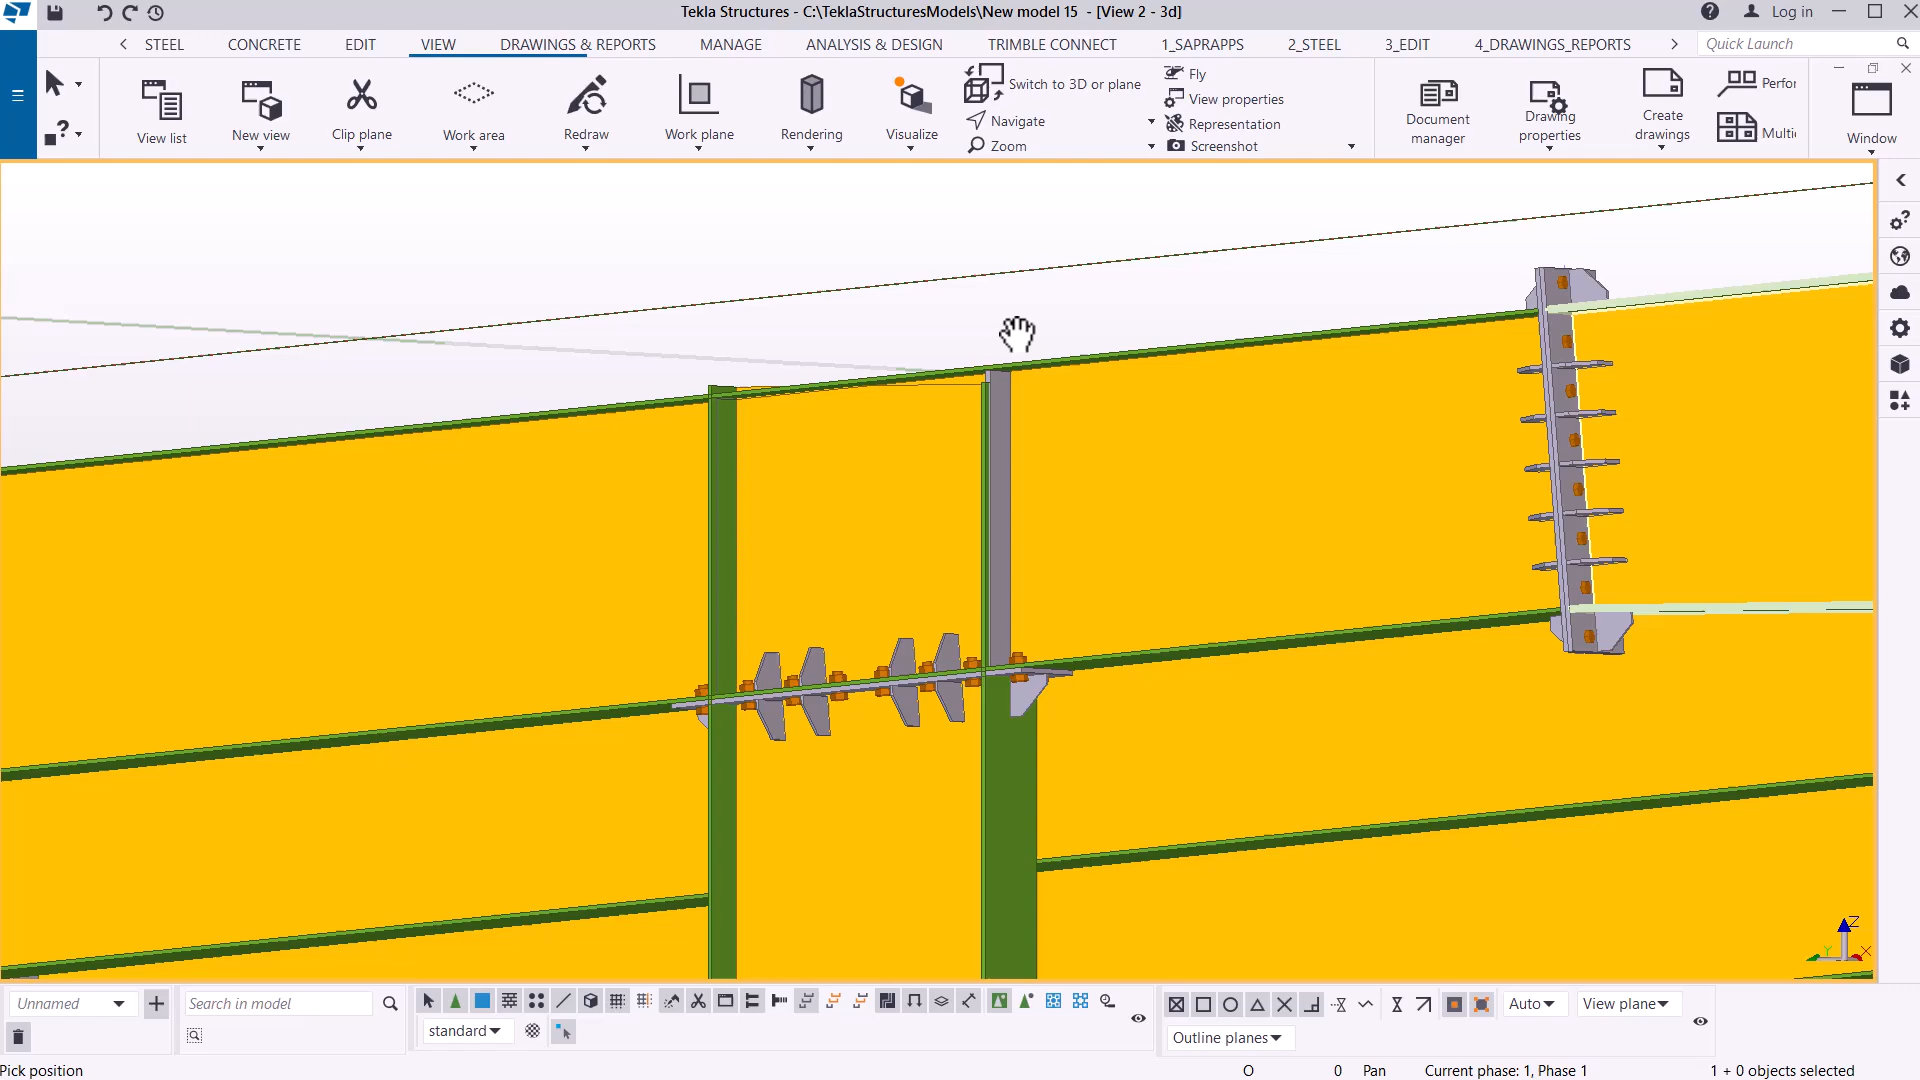 Tekla Structures - C:\TeklaStructuresModels\New model 15 - [View 2 - 3d]
Log in
STEEL CONCRETE EDIT VIEW DRAWINGS & REPORTS MANAGE ANALYSIS & DESIGN TRIMBLE CONNECT 1_SAPRAPPS 2_STEEL 3_EDIT 4_DRAWINGS_REPORTS Quick Launch
View list
New view
Clip plane
Work area
Redraw
Work plane
Rendering
Visualize
Switch to 3D or plane
Navigate
Zoom
Fly
View properties
Representation
Screenshot
Document manager
Drawing properties
Create drawings
Perfor
Multi
Window
Z
Y
X
Unnamed
Search in model
standard
Auto
View plane
Outline planes
Pick position
O 0 Pan Current phase: 1, Phase 1 1 + 0 objects selected